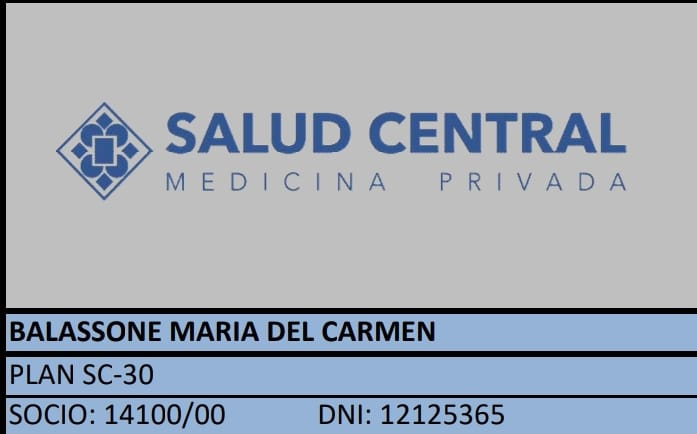 SALUD CENTRAL
MEDICINA PRIVADA
BALASSONE MARIA DEL CARMEN
PLAN SC-30
SOCIO: 14100/00 DNI: 12125365